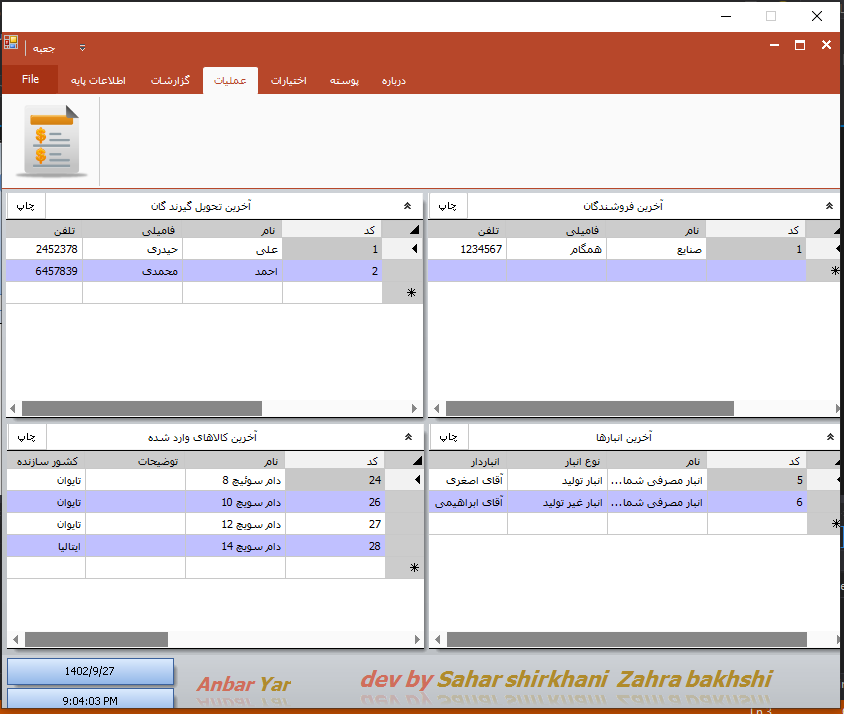 جعبه
File اطلاعات پایه گزارشات عملیات اختیارات پوسته درباره
آخرین فروشندگان چاپ
کد نام فامیلی تلفن
1 صنایع همگام 1234567
آخرین تحویل گیرند گان چاپ
کد نام فامیلی تلفن
1 علی حیدری 2452378
2 احمد محمدی 6457839
آخرین انبارها چاپ
کد نام نوع انبار انباردار
5 انبار مصرفی شما... انبار تولید آقای اصغری
6 انبار مصرفی شما... انبار غیر تولید آقای ابراهیمی
آخرین کالاهای وارد شده چاپ
کد نام توضیحات کشور سازنده
24 دام سوئیچ 8 تایوان
26 دام سویچ 10 تایوان
27 دام سویچ 12 تایوان
28 دام سویچ 14 ایتالیا
1402/9/27
9:04:03 PM
Anbar Yar
dev by Sahar shirkhani Zahra bakhshi